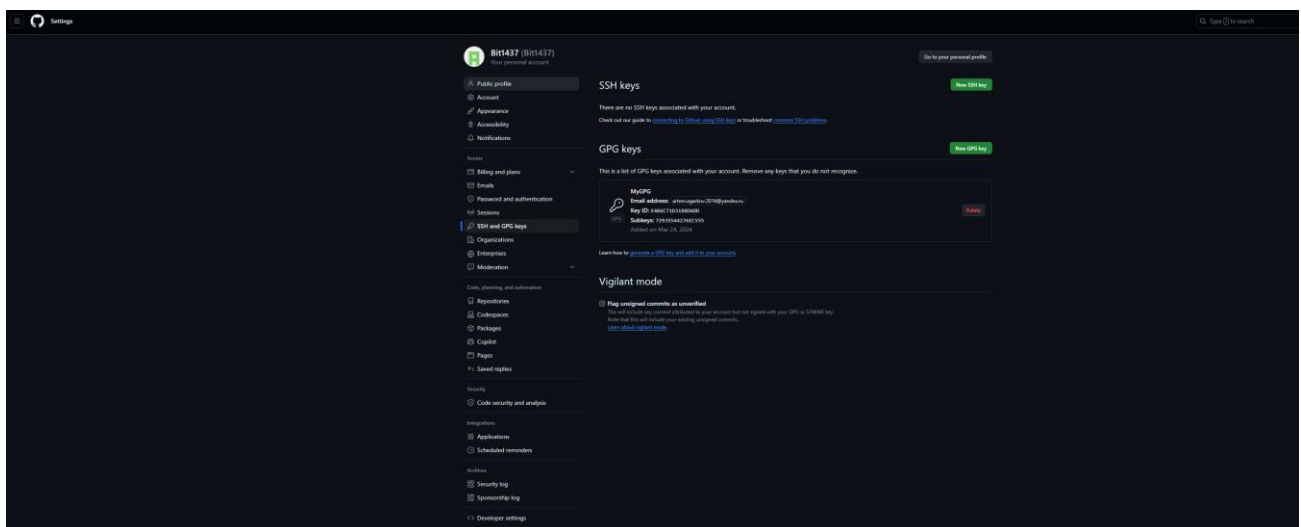 Settings
Type / to search
Bit1437 (Bit1437)
Your personal account
Go to your personal profile
Public profile
Account
Appearance
Accessibility
Notifications
Access
Billing and plans
Emails
Password and authentication
Sessions
SSH and GPG keys
Organizations
Enterprises
Moderation
Code, planning, and automation
Repositories
Codespaces
Packages
Copilot
Pages
Saved replies
Security
Code security and analysis
Integrations
Applications
Scheduled reminders
Archives
Security log
Sponsorship log
Developer settings
SSH keys
New SSH key
There are no SSH keys associated with your account.
Check out our guide to connecting to GitHub using SSH keys or troubleshoot common SSH problems.
GPG keys
New GPG key
This is a list of GPG keys associated with your account. Remove any keys that you do not recognize.
MyGPG
Email address:
Key ID:
GPG
Subkeys:
Added on Mar 24, 2024
Delete
Learn how to generate a GPG key and add it to your account.
Vigilant mode
Flag unsigned commits as unverified
This will include any commit attributed to your account but not signed with your GPG or S/MIME key.
Note that this will include your existing unsigned commits.
Learn about vigilant mode.